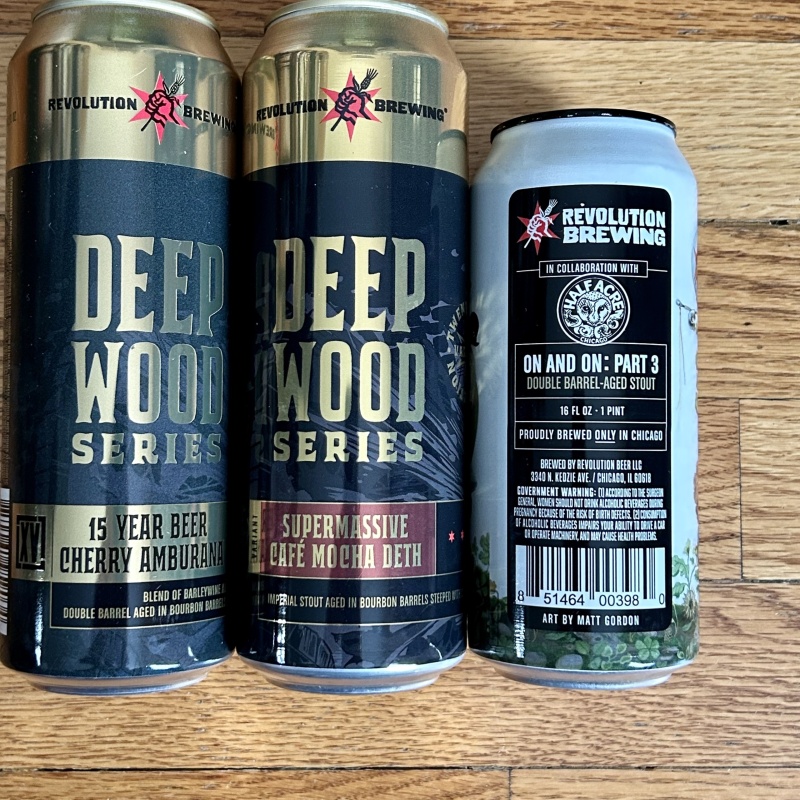 REVOLUTION BREWING
DEEP
WOOD
SERIES
XV
15 YEAR BEER
CHERRY AMBURANA
BLEND OF BARLEYWINE
DOUBLE BARREL AGED IN BOURBON BARRELS
REVOLUTION BREWING
DEEP
WOOD
SERIES
VARIANT
SUPERMASSIVE
CAFÉ MOCHA DETH
IMPERIAL STOUT AGED IN BOURBON BARRELS STEEPED
REVOLUTION
BREWING
IN COLLABORATION WITH
HALF ACRE
CHICAGO
ON AND ON: PART 3
DOUBLE BARREL-AGED STOUT
16 FL OZ · 1 PINT
PROUDLY BREWED ONLY IN CHICAGO
BREWED BY REVOLUTION BEER LLC
3340 N. KEDZIE AVE. / CHICAGO, IL 60618
GOVERNMENT WARNING: (1) ACCORDING TO THE SURGEON
GENERAL, WOMEN SHOULD NOT DRINK ALCOHOLIC BEVERAGES DURING
PREGNANCY BECAUSE OF THE RISK OF BIRTH DEFECTS. (2) CONSUMPTION
OF ALCOHOLIC BEVERAGES IMPAIRS YOUR ABILITY TO DRIVE A CAR
OR OPERATE MACHINERY, AND MAY CAUSE HEALTH PROBLEMS.
8 51464 00398 0
ART BY MATT GORDON